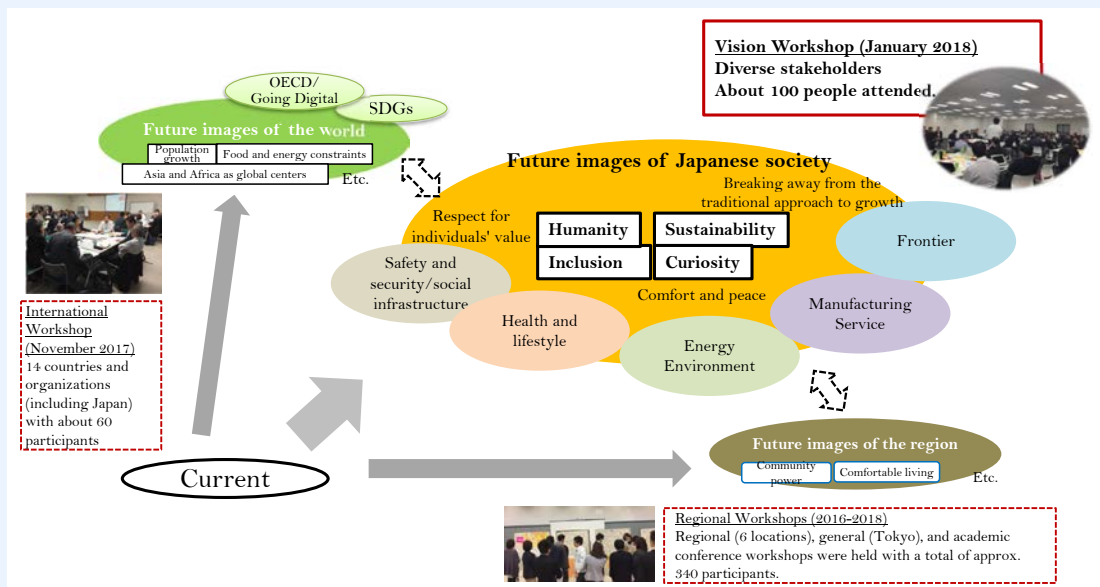 Vision Workshop (January 2018)
Diverse stakeholders
About 100 people attended.
OECD/
Going Digital
SDGs
Future images of the world
Population
growth
Food and energy constraints
Asia and Africa as global centers
Etc.
Future images of Japanese society
Breaking away from the
traditional approach to growth
Respect for
individuals' value
Humanity
Sustainability
Inclusion
Curiosity
Comfort and peace
Safety and
security/social
infrastructure
Health and
lifestyle
Energy
Environment
Manufacturing
Service
Frontier
International
Workshop
(November 2017)
14 countries and
organizations
(including Japan)
with about 60
participants
Current
Future images of the region
Community
power
Comfortable living
Etc.
Regional Workshops (2016-2018)
Regional (6 locations), general (Tokyo), and academic
conference workshops were held with a total of approx.
340 participants.